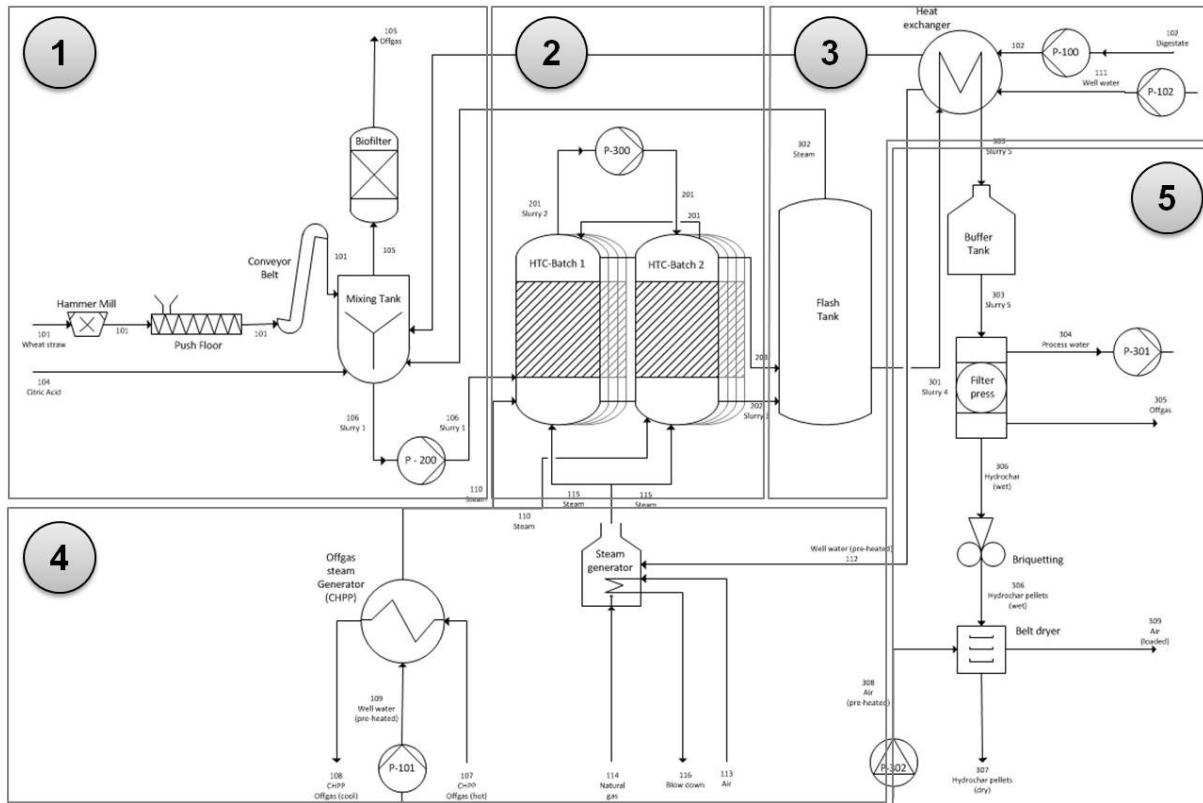 1
105
Offgas
Biofilter
105
Conveyor
Belt
101
101
Mixing Tank
Hammer Mill
101
101
Push Floor
101
Wheat straw
104
Citric Acid
106
Slurry 1
106
Slurry 1
P - 200
2
P-300
201
Slurry 2
201
201
HTC-Batch 1
HTC-Batch 2
203
202
110
115
Steam
115
Steam
110
Steam
3
Heat
exchanger
102
P-100
102
Digestate
111
Well water
P-102
302
Steam
303
Slurry 5
Flash
Tank
301
Slurry 4
5
Buffer
Tank
303
Slurry 5
304
Process water
P-301
Filter
press
305
Offgas
306
Hydrochar
(wet)
Briquetting
306
Hydrochar pellets
(wet)
Belt dryer
309
Air
(loaded)
308
Air
(pre-heated)
P-302
307
Hydrochar pellets
(dry)
4
Offgas
steam
Generator
(CHPP)
Steam
generator
Well water (pre-heated)
112
109
Well water
(pre-heated)
P-101
108
CHPP
Offgas (cool)
107
CHPP
Offgas (hot)
114
Natural
gas
116
Blow down
113
Air